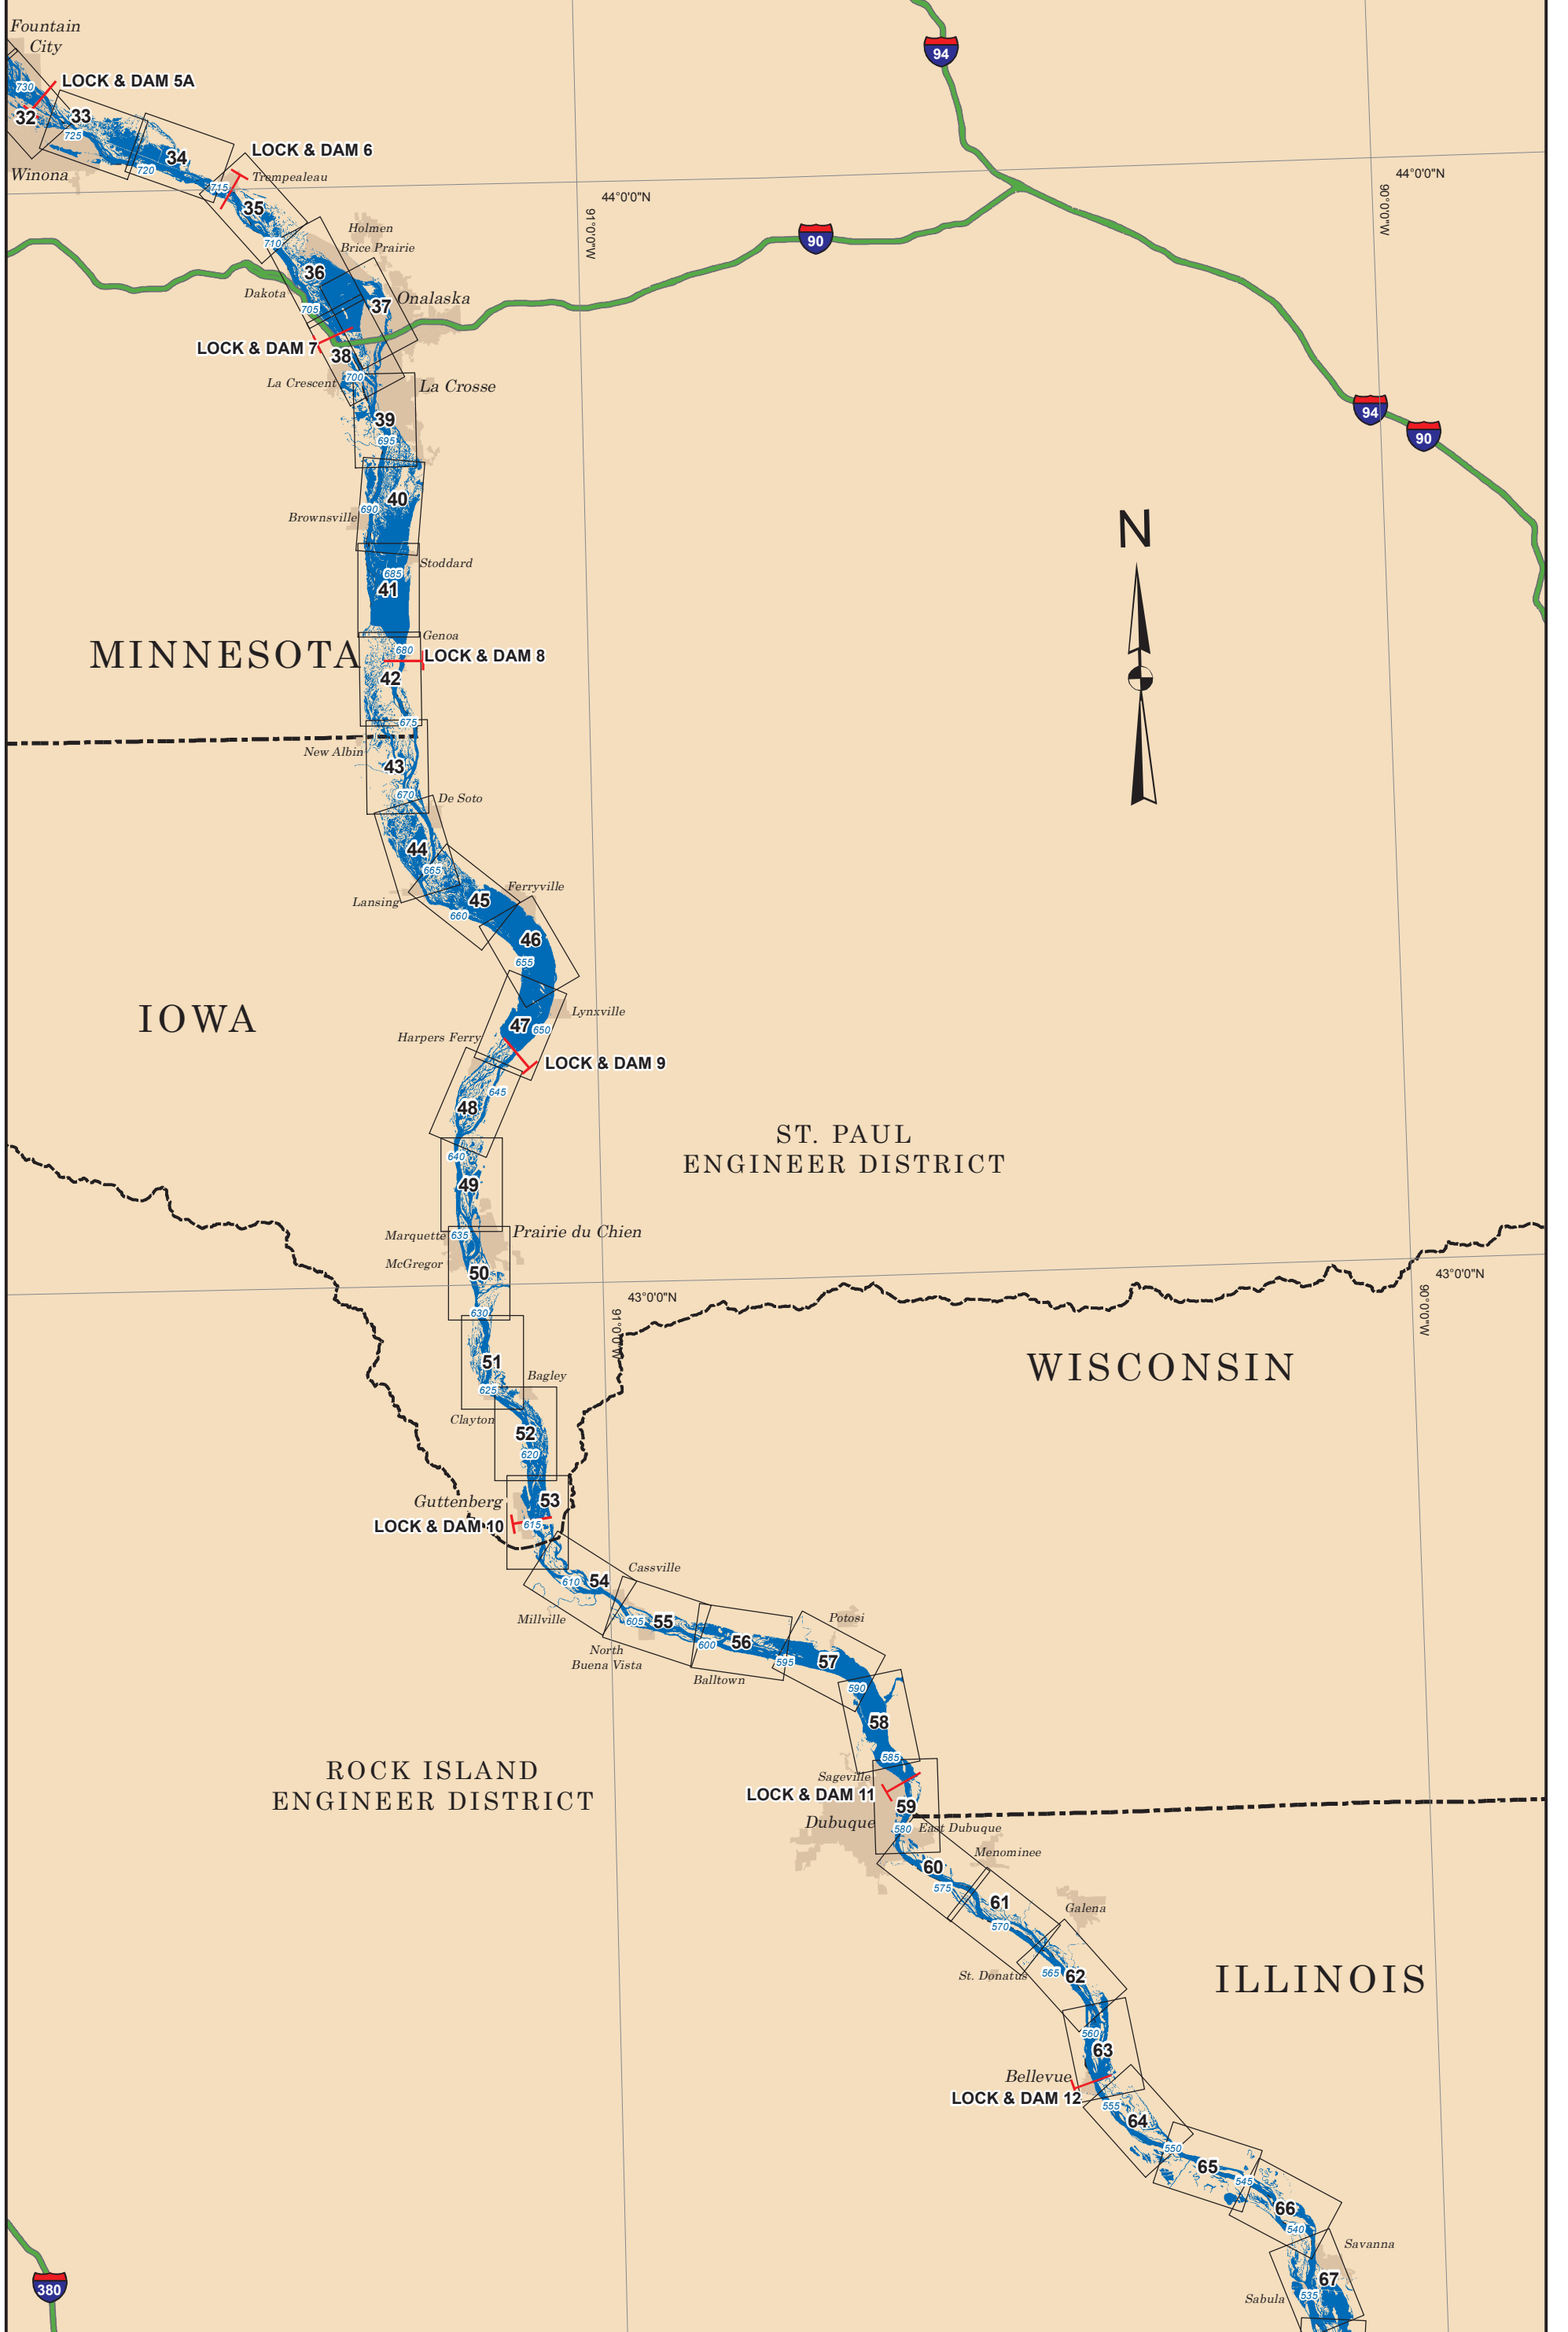 Fountain
City
94
730
LOCK & DAM 5A
32
33
725
LOCK & DAM 6
34
Winona
720
Trempealeau
715
44°0'0"N
44°0'0"N
35
91°0'0"W
90°0'0"W
Holmen
710
90
Brice Prairie
36
Dakota
Onalaska
37
705
LOCK & DAM 7
38
La Crescent
700
La Crosse
94
39
90
695
40
690
Brownsville
N
Stoddard
685
41
Genoa
MINNESOTA
680
LOCK & DAM 8
42
675
New Albin
43
670
De Soto
44
665
Ferryville
Lansing
45
660
46
655
IOWA
Lynxville
47
650
Harpers Ferry
LOCK & DAM 9
645
48
ST. PAUL
ENGINEER DISTRICT
640
49
Marquette
635
Prairie du Chien
McGregor
50
43°0'0"N
43°0'0"N
630
91°0'0"W
90°0'0"W
51
WISCONSIN
Bagley
625
Clayton
52
620
Guttenberg
53
LOCK & DAM 10
615
Cassville
54
610
Millville
605
55
Potosi
North
Buena Vista
600
56
595
57
Balltown
590
58
585
ROCK ISLAND
ENGINEER DISTRICT
Sageville
LOCK & DAM 11
59
Dubuque
580
East Dubuque
Menominee
60
575
61
Galena
570
St. Donatus
565
62
ILLINOIS
560
63
Bellevue
LOCK & DAM 12
555
64
550
65
545
66
540
Savanna
380
67
535
Sabula